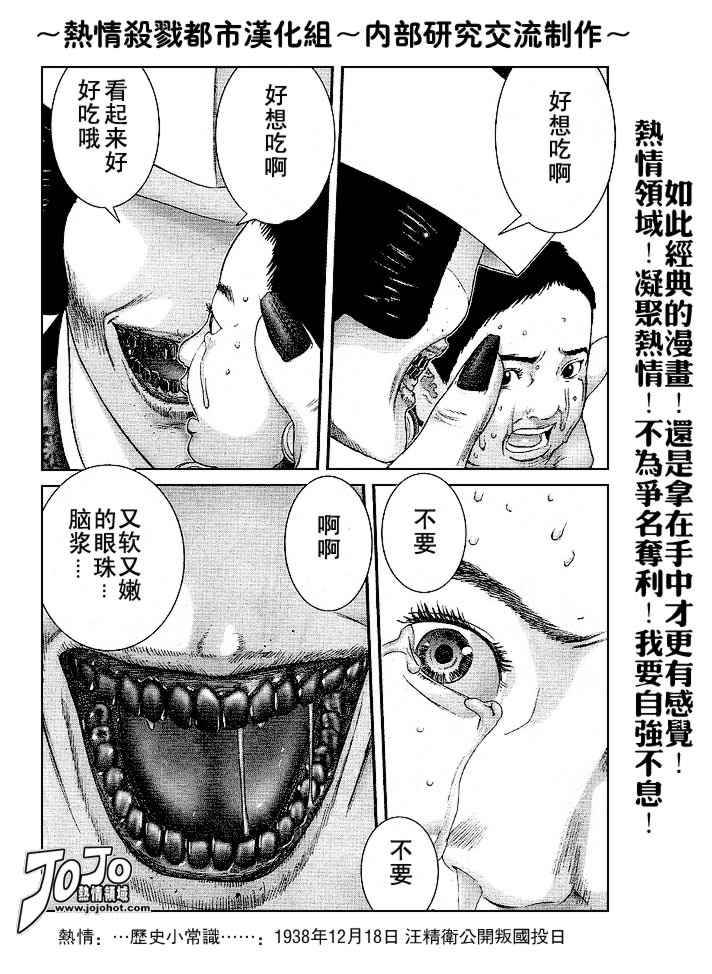 ～熱情殺戮都市漢化組～内部研究交流制作～
好想吃啊
好想吃啊
看起来好
好吃哦
不要
啊
啊
又软又嫩
的眼珠…
脑浆…
不要
如此經典的漫畫！還是拿在手中才更有感覺！
熱情領域！凝聚熱情！不為爭名奪利！我要自強不息！
JOJO
熱情領域
www.jojohot.com
熱情：…歷史小常識……：1938年12月18日 汪精衛公開叛國投日